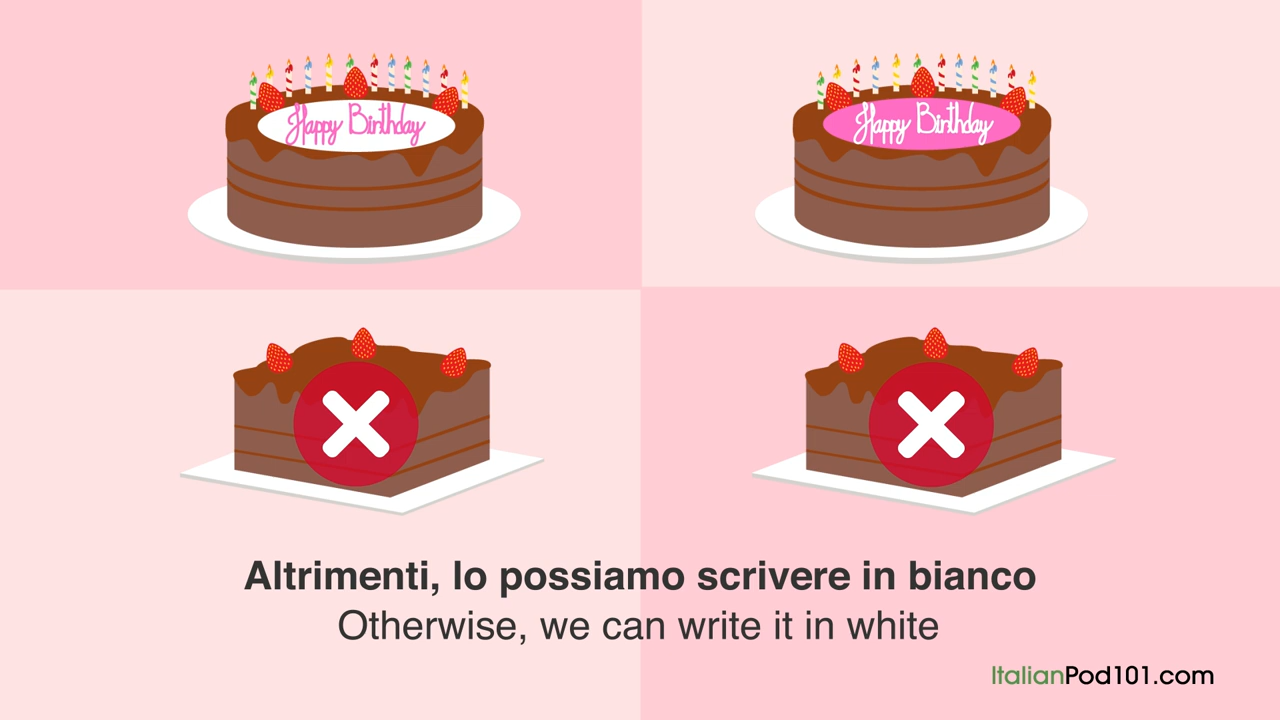 Happy Birthday
Happy Birthday
Altrimenti, lo possiamo scrivere in bianco
Otherwise, we can write it in white
ItalianPod101.com